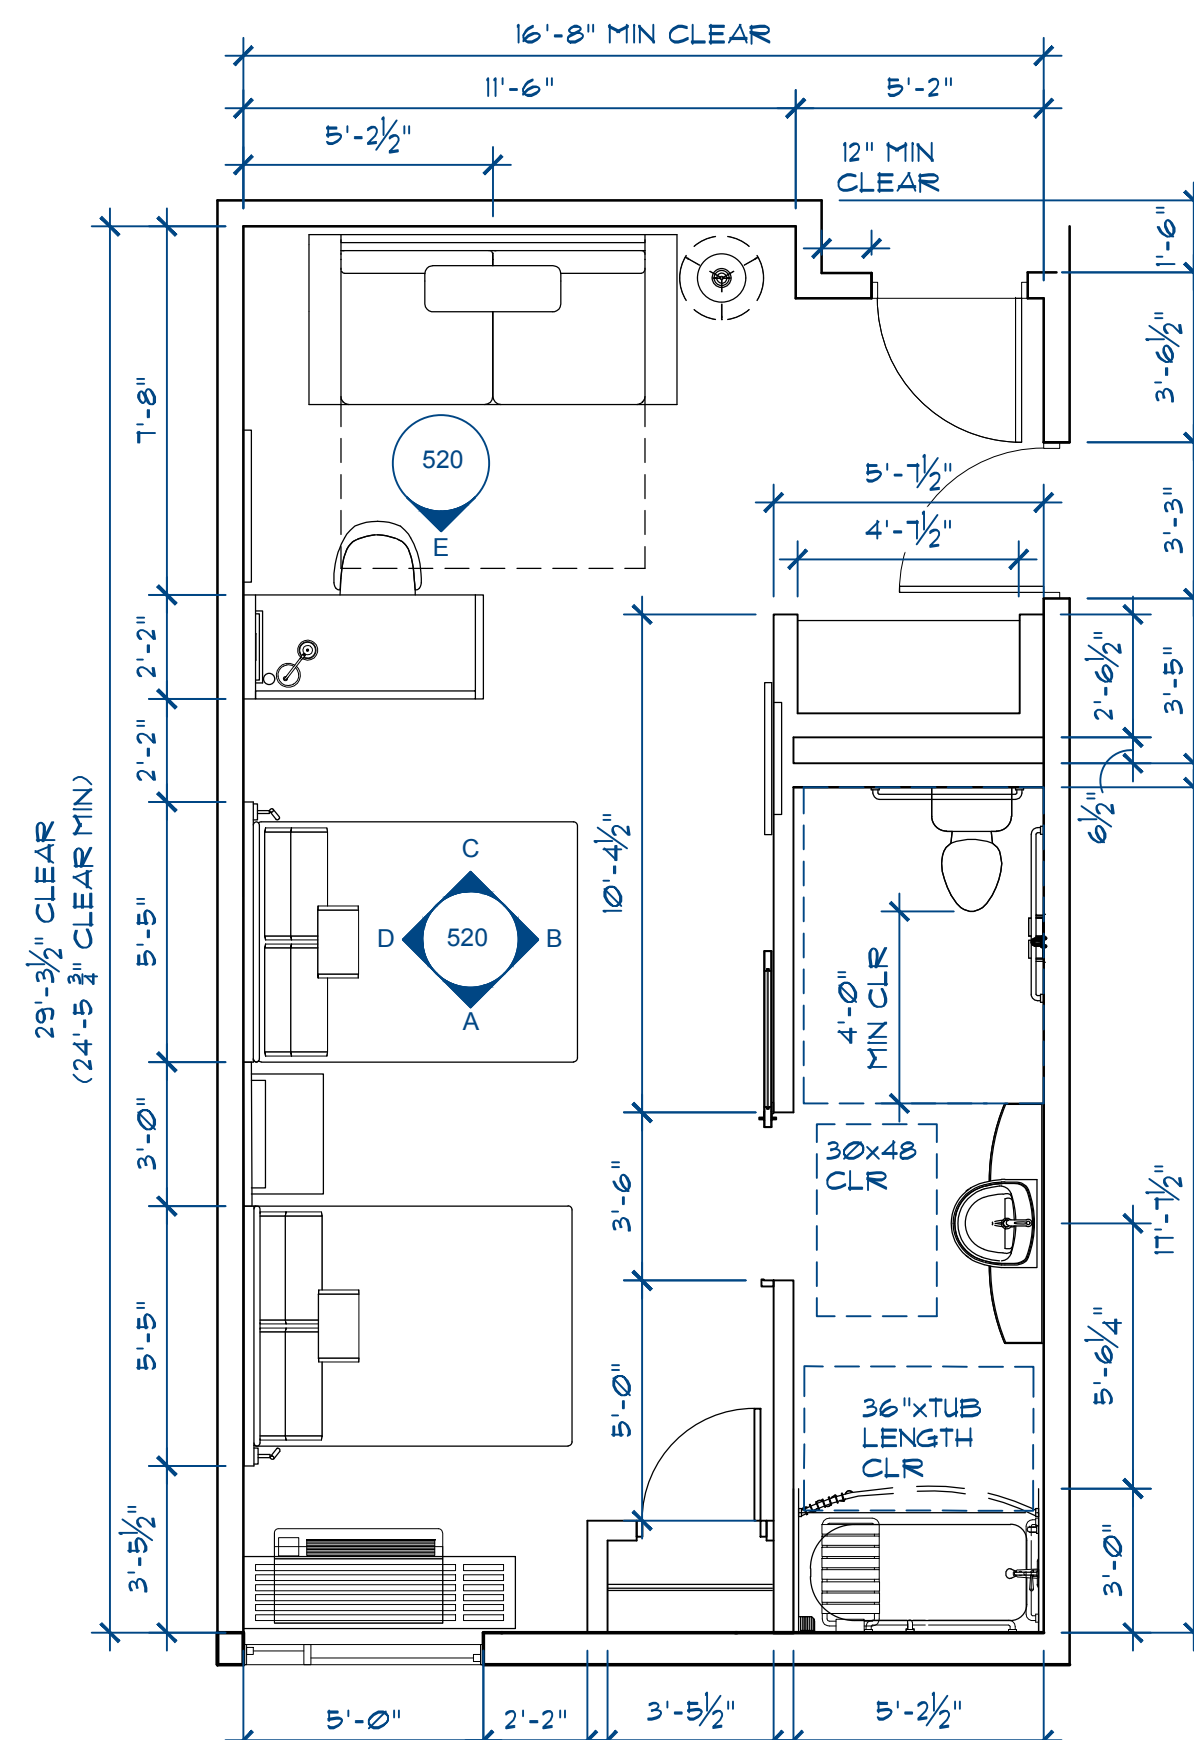 16'-8" MIN CLEAR
11'-6"
5'-2"
5'-2½"
12" MIN
CLEAR
1'-6"
3'-6½"
7'-8"
520
E
5'-7½"
4'-7½"
3'-3"
2'-2"
2'-6½"
3'-5"
2'-2"
6½"
29'-3½" CLEAR
(24'-5 ¾" CLEAR MIN)
5'-5"
C
D
520
B
A
10'-4½"
4'-0"
MIN CLR
3'-0"
30x48
CLR
3'-6"
17'-7½"
5'-5"
5'-0"
5'-6¼"
36"xTUB
LENGTH
CLR
3'-5½"
3'-0"
5'-0"
2'-2"
3'-5½"
5'-2½"